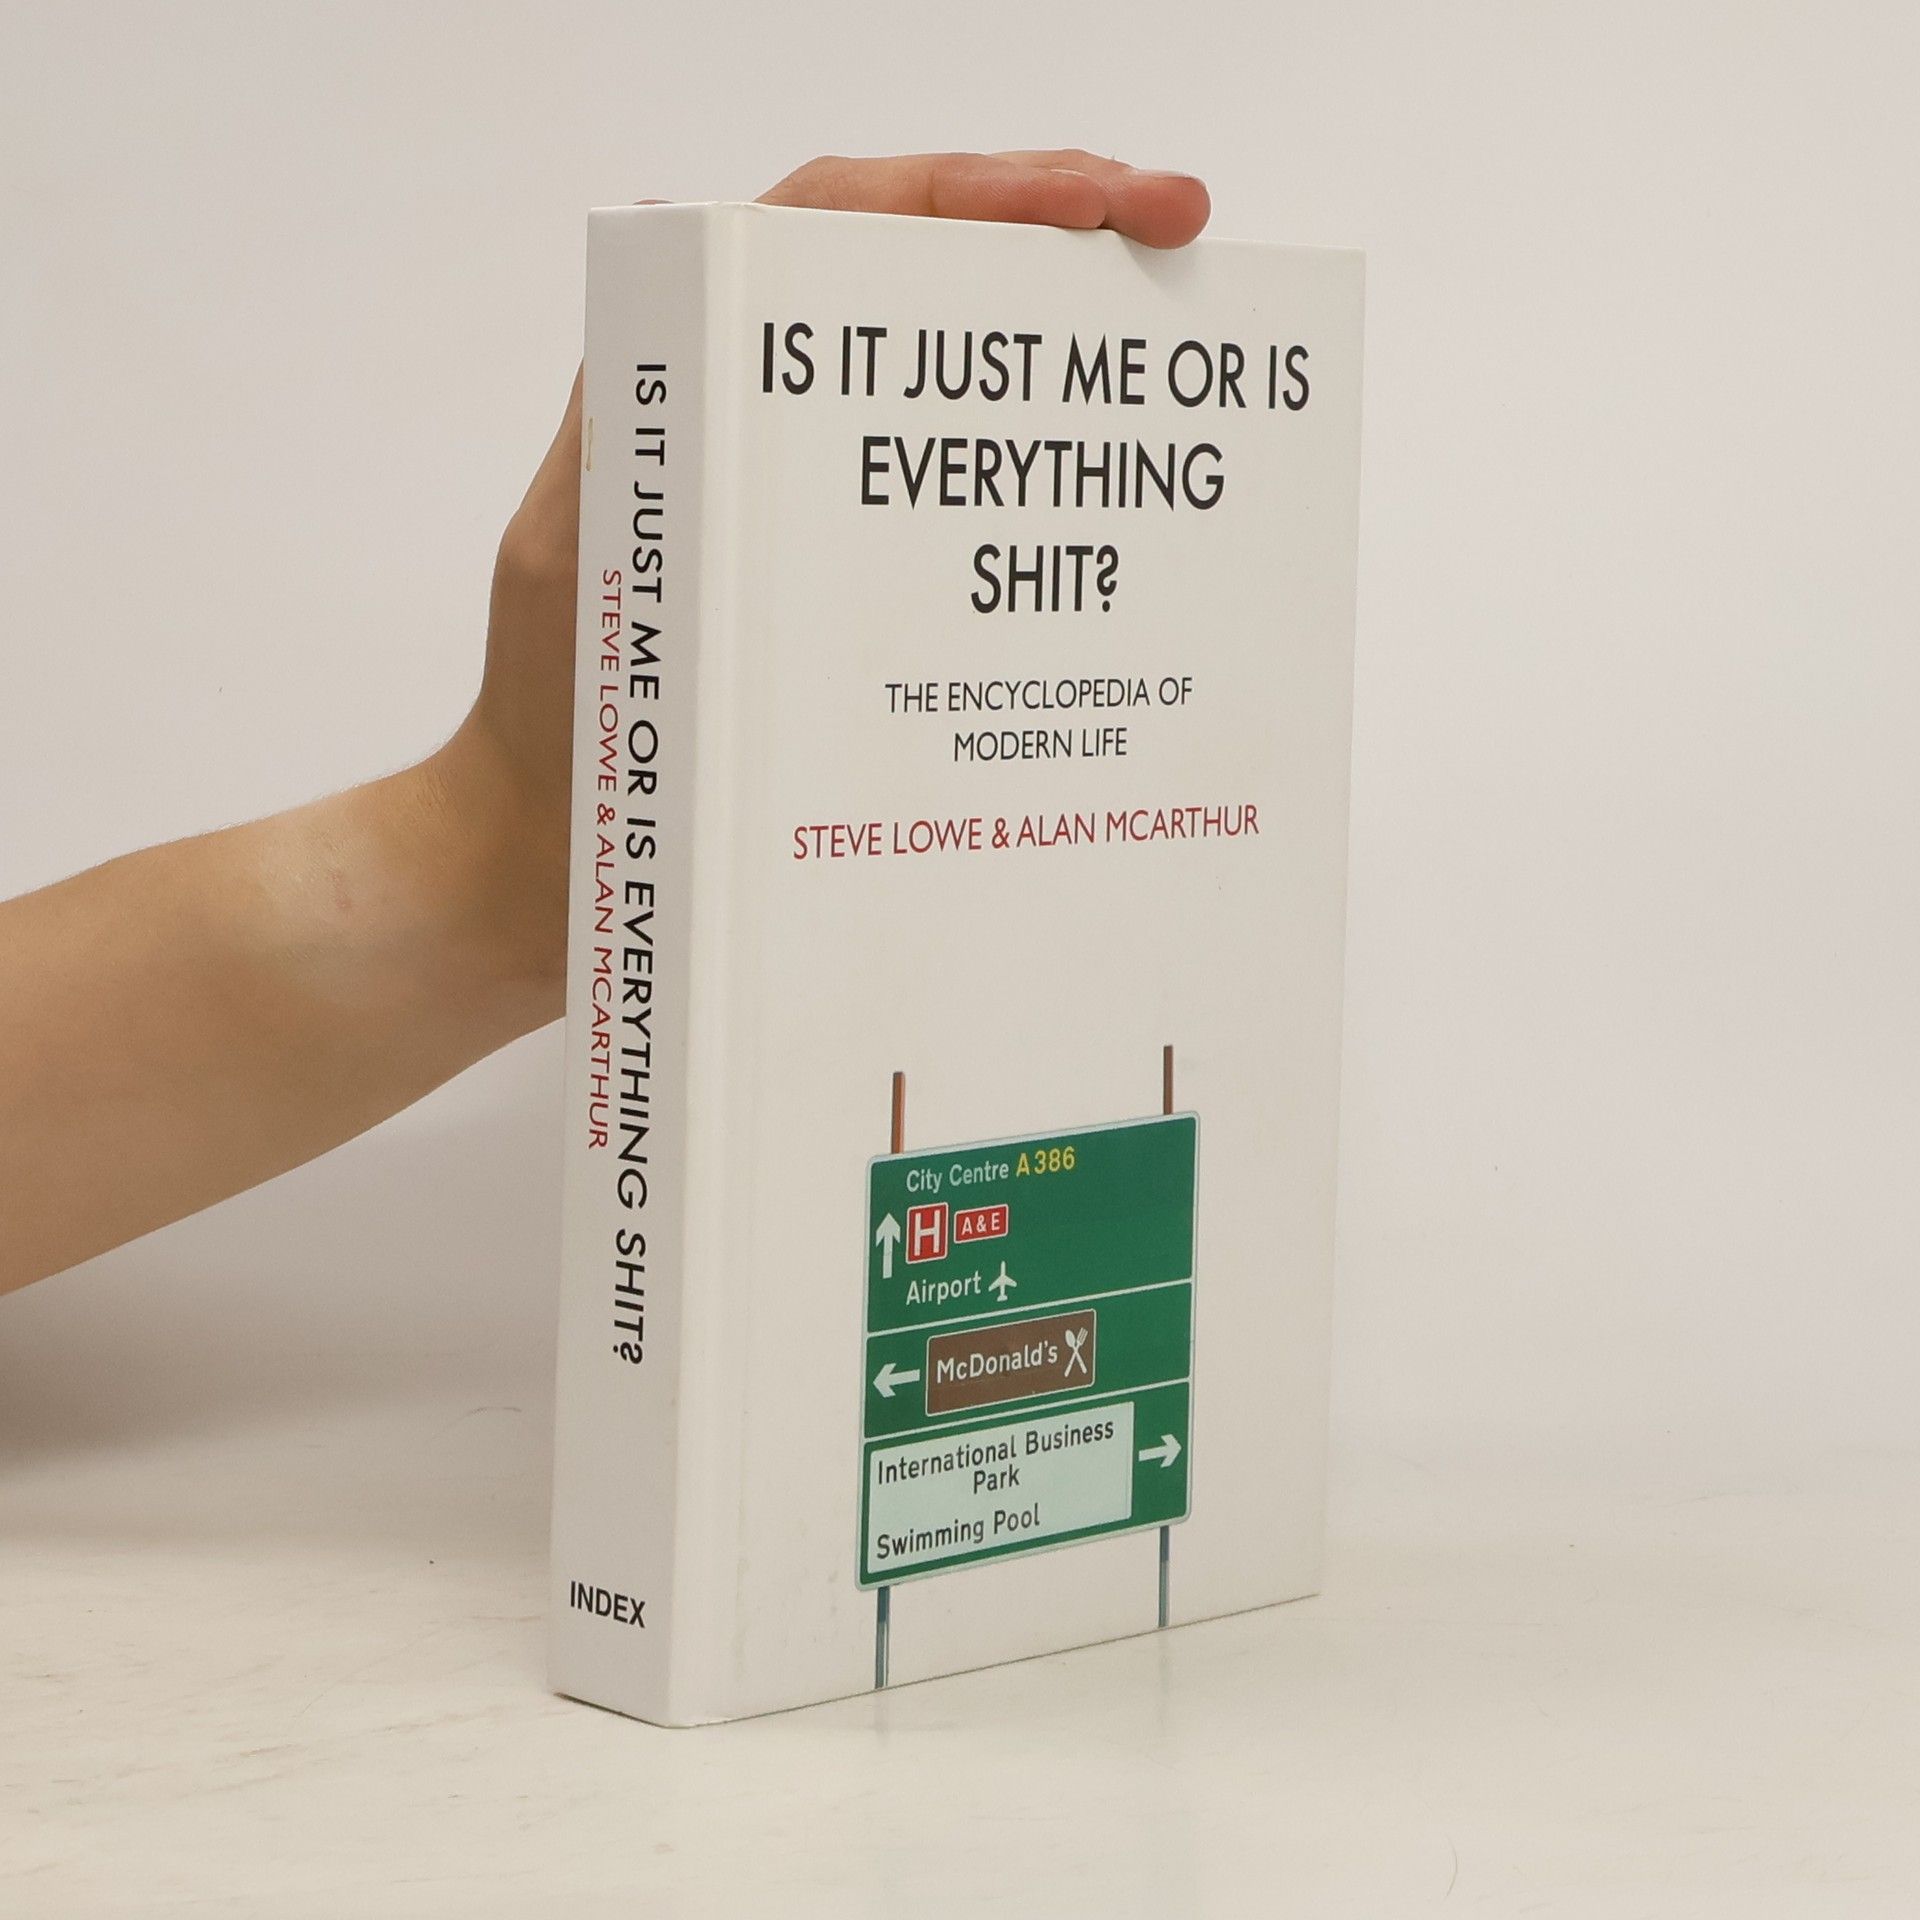 IS IT JUST ME OR IS EVERYTHING SHIT?
STEVE LOWE & ALAN MCARTHUR
INDEX
IS IT JUST ME OR IS
EVERYTHING
SHIT?
THE ENCYCLOPEDIA OF
MODERN LIFE
STEVE LOWE & ALAN MCARTHUR
City Centre A386
H A&E
Airport
McDonald's
International Business
Park
Swimming Pool